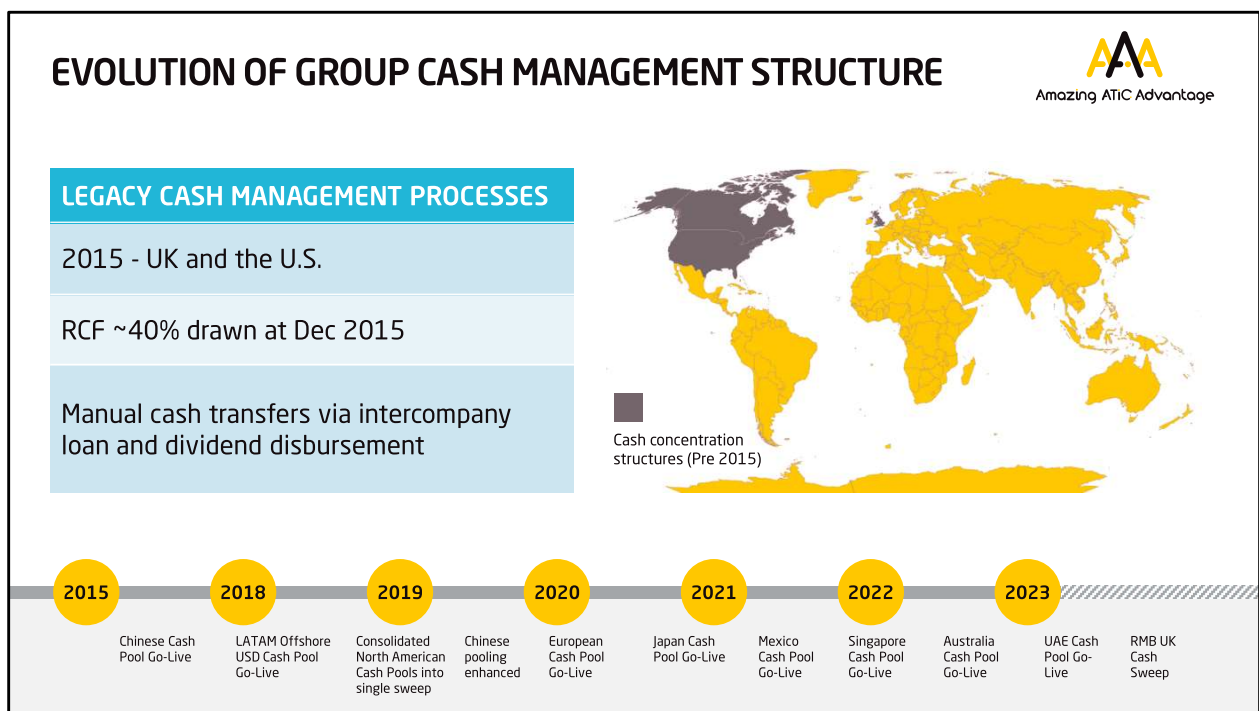 EVOLUTION OF GROUP CASH MANAGEMENT STRUCTURE
AAA
Amazing ATiC Advantage
LEGACY CASH MANAGEMENT PROCESSES
2015 - UK and the U.S.
RCF ~40% drawn at Dec 2015
Manual cash transfers via intercompany
loan and dividend disbursement
Cash concentration
structures (Pre 2015)
2015
2018
2019
2020
2021
2022
2023
Chinese Cash
Pool Go-Live
LATAM Offshore
USD Cash Pool
Go-Live
Consolidated
North American
Cash Pools into
single sweep
Chinese
pooling
enhanced
European
Cash Pool
Go-Live
Japan Cash
Pool Go-Live
Mexico
Cash Pool
Go-Live
Singapore
Cash Pool
Go-Live
Australia
Cash Pool
Go-Live
UAE Cash
Pool Go-
Live
RMB UK
Cash
Sweep